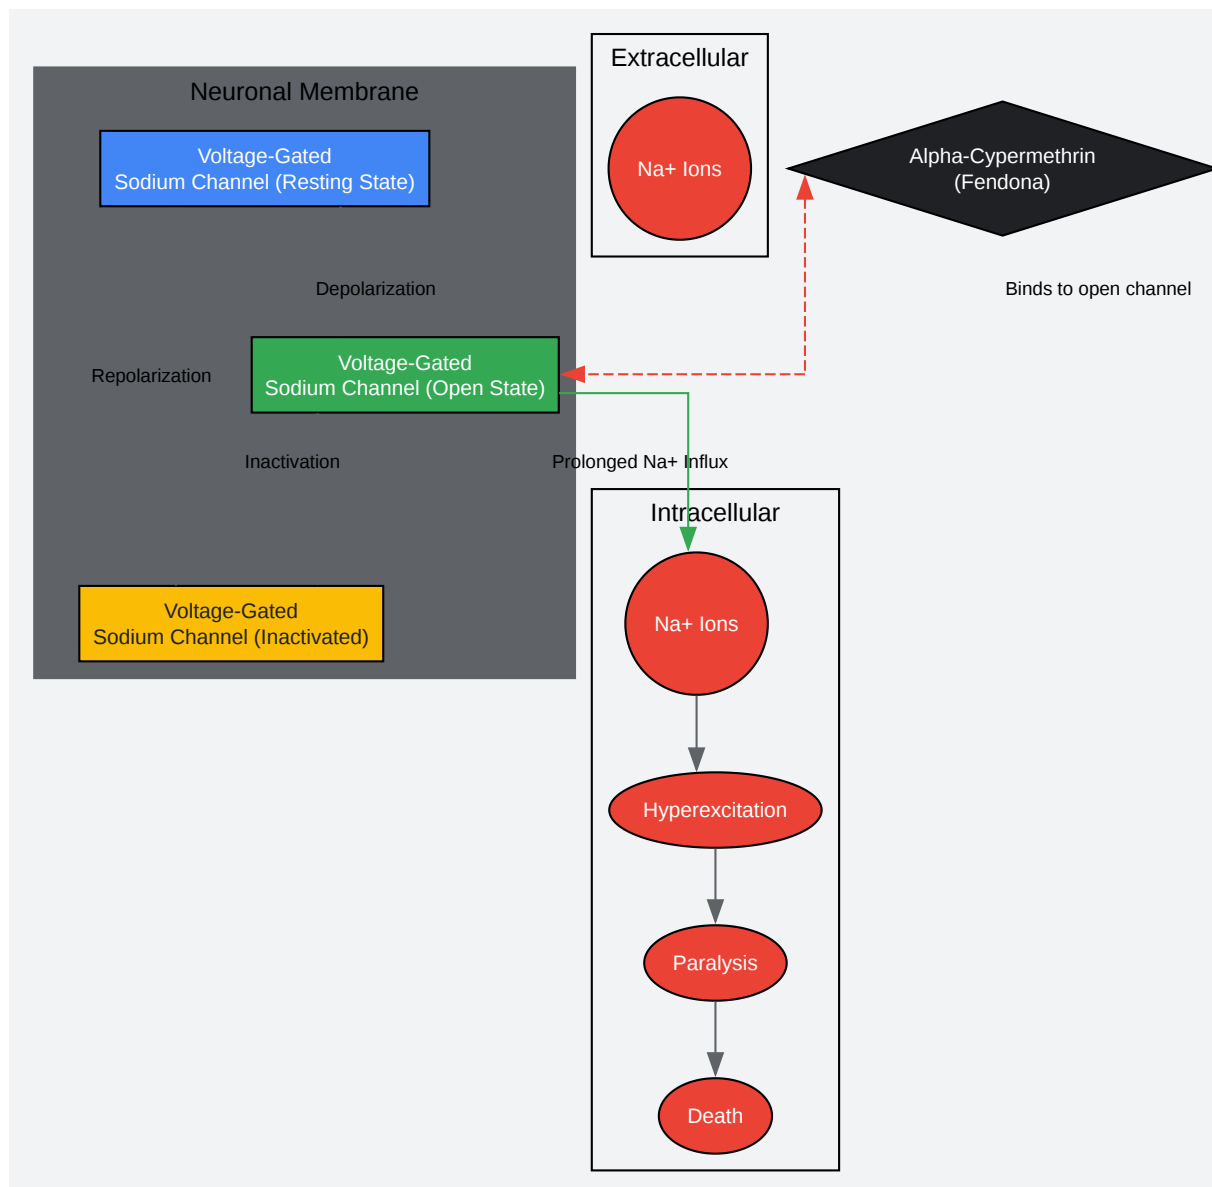 Extracellular
Neuronal Membrane
Voltage-Gated
Sodium Channel (Resting State)
Na+ Ions
Alpha-Cypermethrin
(Fendona)
Depolarization
Binds to open channel
Repolarization
Voltage-Gated
Sodium Channel (Open State)
Inactivation
Prolonged Na+ Influx
Intracellular
Voltage-Gated
Sodium Channel (Inactivated)
Na+ Ions
Hyperexcitation
Paralysis
Death